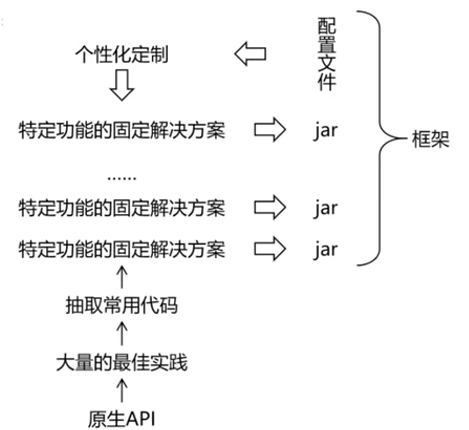 配置文件
个性化定制
特定功能的固定解决方案 jar
框架
......
特定功能的固定解决方案 jar
特定功能的固定解决方案 jar
抽取常用代码
大量的最佳实践
原生API